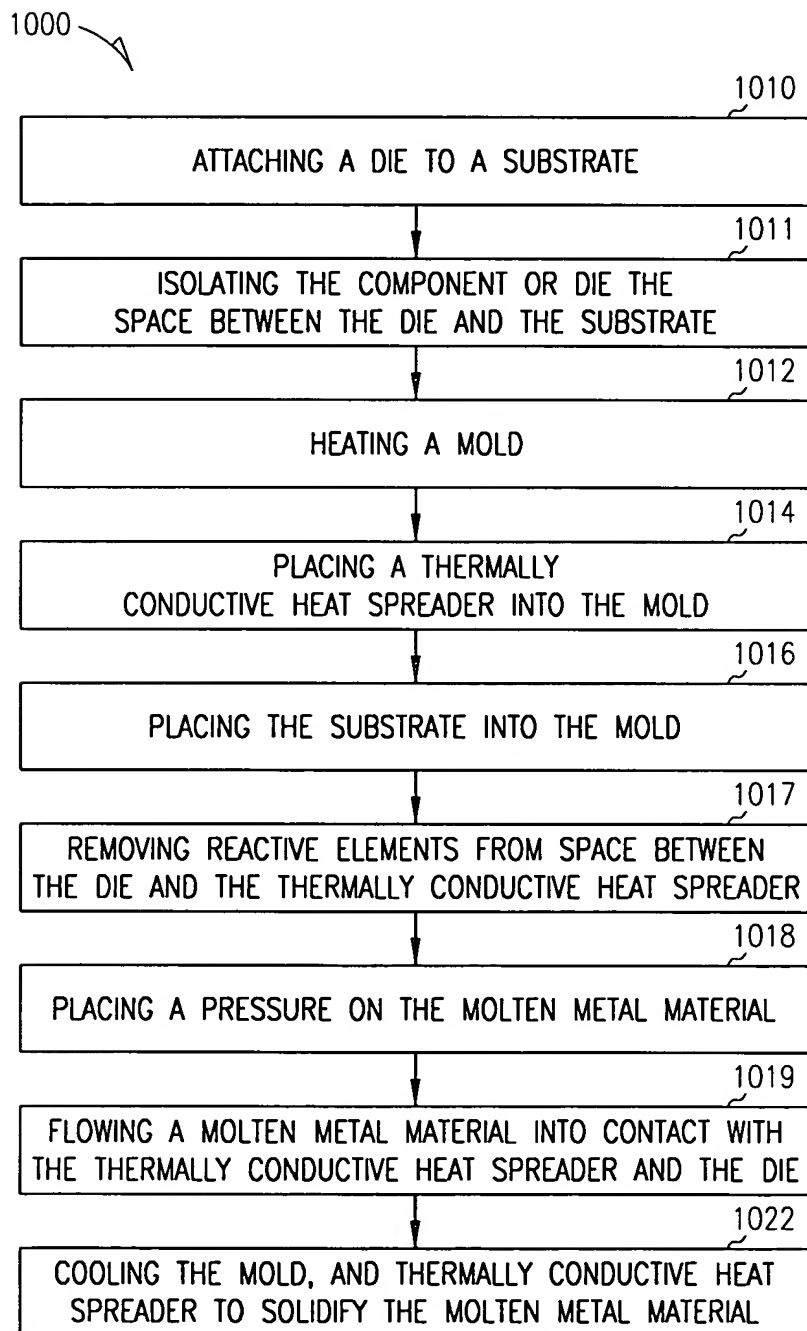 1000
1010
ATTACHING A DIE TO A SUBSTRATE
1011
ISOLATING THE COMPONENT OR DIE THE
SPACE BETWEEN THE DIE AND THE SUBSTRATE
1012
HEATING A MOLD
1014
PLACING A THERMALLY
CONDUCTIVE HEAT SPREADER INTO THE MOLD
1016
PLACING THE SUBSTRATE INTO THE MOLD
1017
REMOVING REACTIVE ELEMENTS FROM SPACE BETWEEN
THE DIE AND THE THERMALLY CONDUCTIVE HEAT SPREADER
1018
PLACING A PRESSURE ON THE MOLTEN METAL MATERIAL
1019
FLOWING A MOLTEN METAL MATERIAL INTO CONTACT WITH
THE THERMALLY CONDUCTIVE HEAT SPREADER AND THE DIE
1022
COOLING THE MOLD, AND THERMALLY CONDUCTIVE HEAT
SPREADER TO SOLIDIFY THE MOLTEN METAL MATERIAL